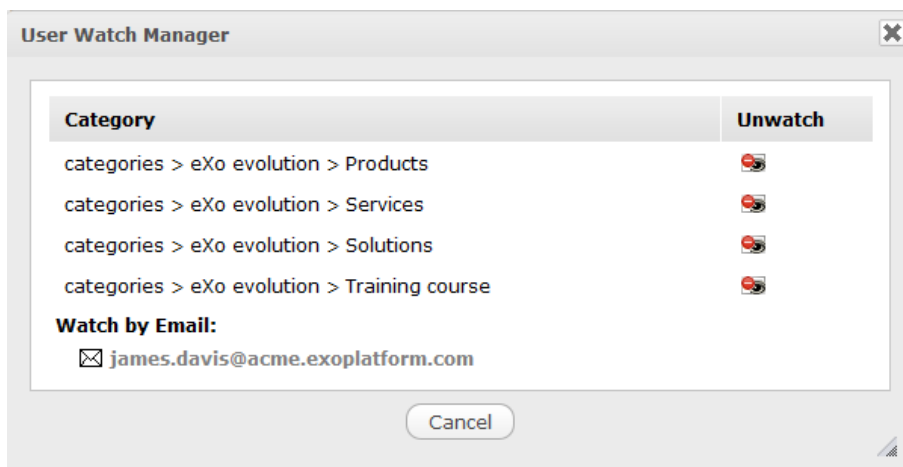 User Watch Manager
Category Unwatch
categories > eXo evolution > Products
categories > eXo evolution > Services
categories > eXo evolution > Solutions
categories > eXo evolution > Training course
Watch by Email:
james.davis@acme.exoplatform.com
Cancel